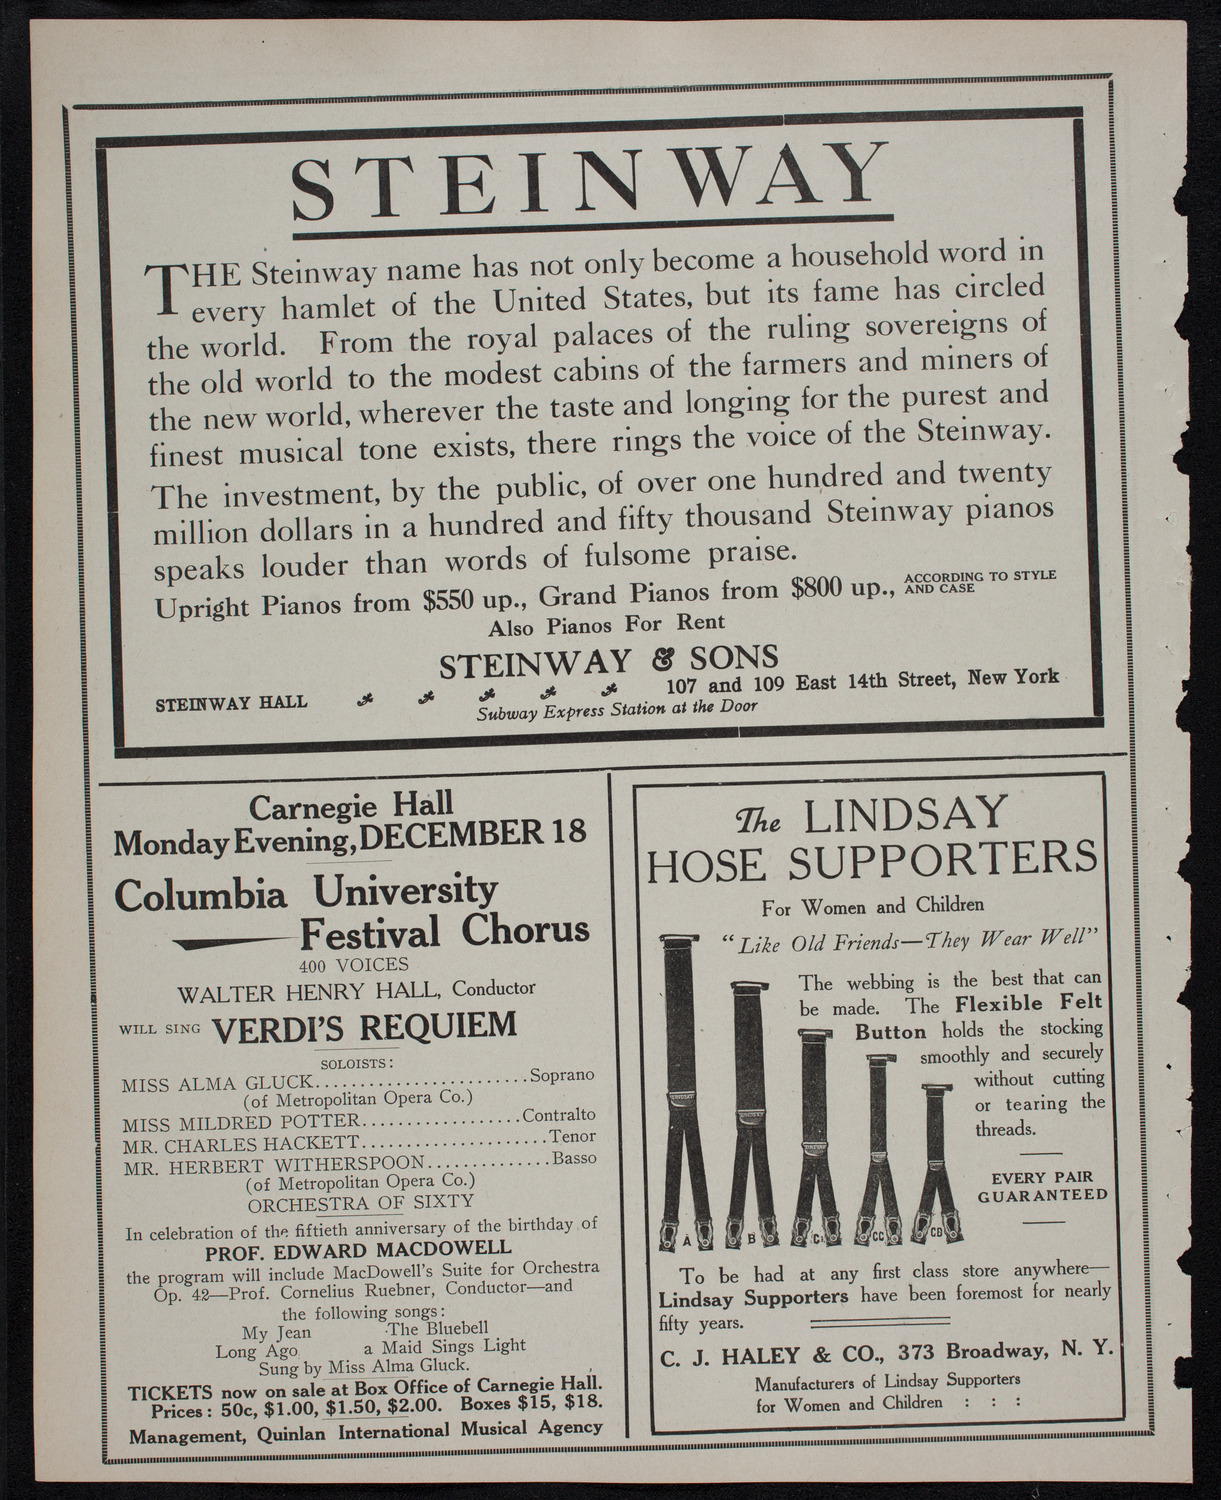 STEINWAY
THE Steinway name has not only become a household word in
every hamlet of the United States, but its fame has circled
the world. From the royal palaces of the ruling sovereigns of
the old world to the modest cabins of the farmers and miners of
the new world, wherever the taste and longing for the purest and
finest musical tone exists, there rings the voice of the Steinway.
The investment, by the public, of over one hundred and twenty
million dollars in a hundred and fifty thousand Steinway pianos
speaks louder than words of fulsome praise.
Upright Pianos from $550 up., Grand Pianos from $800 up., ACCORDING TO STYLE
AND CASE
Also Pianos For Rent
STEINWAY & SONS
STEINWAY HALL 107 and 109 East 14th Street, New York
Subway Express Station at the Door
Carnegie Hall
Monday Evening, DECEMBER 18
Columbia University
Festival Chorus
400 VOICES
WALTER HENRY HALL, Conductor
WILL SING VERDI'S REQUIEM
SOLOISTS:
MISS ALMA GLUCK........................Soprano
(of Metropolitan Opera Co.)
MISS MILDRED POTTER..................Contralto
MR. CHARLES HACKETT.....................Tenor
MR. HERBERT WITHERSPOON..............Basso
(of Metropolitan Opera Co.)
ORCHESTRA OF SIXTY
In celebration of the fiftieth anniversary of the birthday of
PROF. EDWARD MACDOWELL
the program will include MacDowell's Suite for Orchestra
Op. 42—Prof. Cornelius Ruebner, Conductor—and
the following songs:
My Jean The Bluebell
Long Ago a Maid Sings Light
Sung by Miss Alma Gluck.
TICKETS now on sale at Box Office of Carnegie Hall.
Prices: 50c, $1.00, $1.50, $2.00. Boxes $15, $18.
Management, Quinlan International Musical Agency
The LINDSAY
HOSE SUPPORTERS
For Women and Children
"Like Old Friends—They Wear Well"
The webbing is the best that can
be made. The Flexible Felt
Button holds the stocking
smoothly and securely
without cutting
or tearing the
threads.
EVERY PAIR
GUARANTEED
A B C CC CB
To be had at any first class store anywhere—
Lindsay Supporters have been foremost for nearly
fifty years.
C. J. HALEY & CO., 373 Broadway, N. Y.
Manufacturers of Lindsay Supporters
for Women and Children : : :